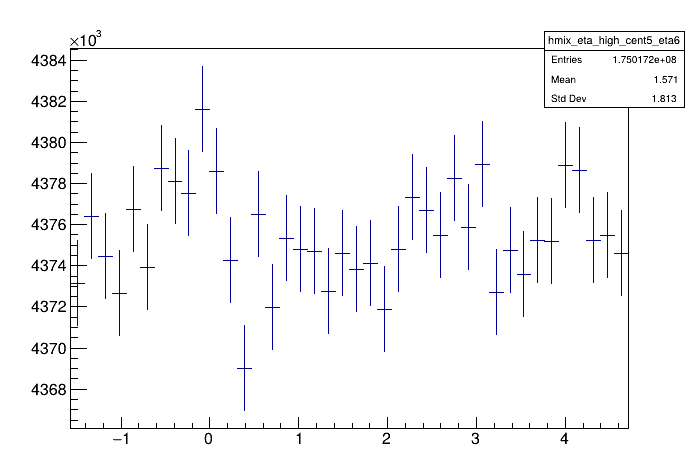 ×10³
hmix_eta_high_cent5_eta6
Entries 1.750172e+08
Mean 1.571
Std Dev 1.813
4384
4382
4380
4378
4376
4374
4372
4370
4368
−1 0 1 2 3 4